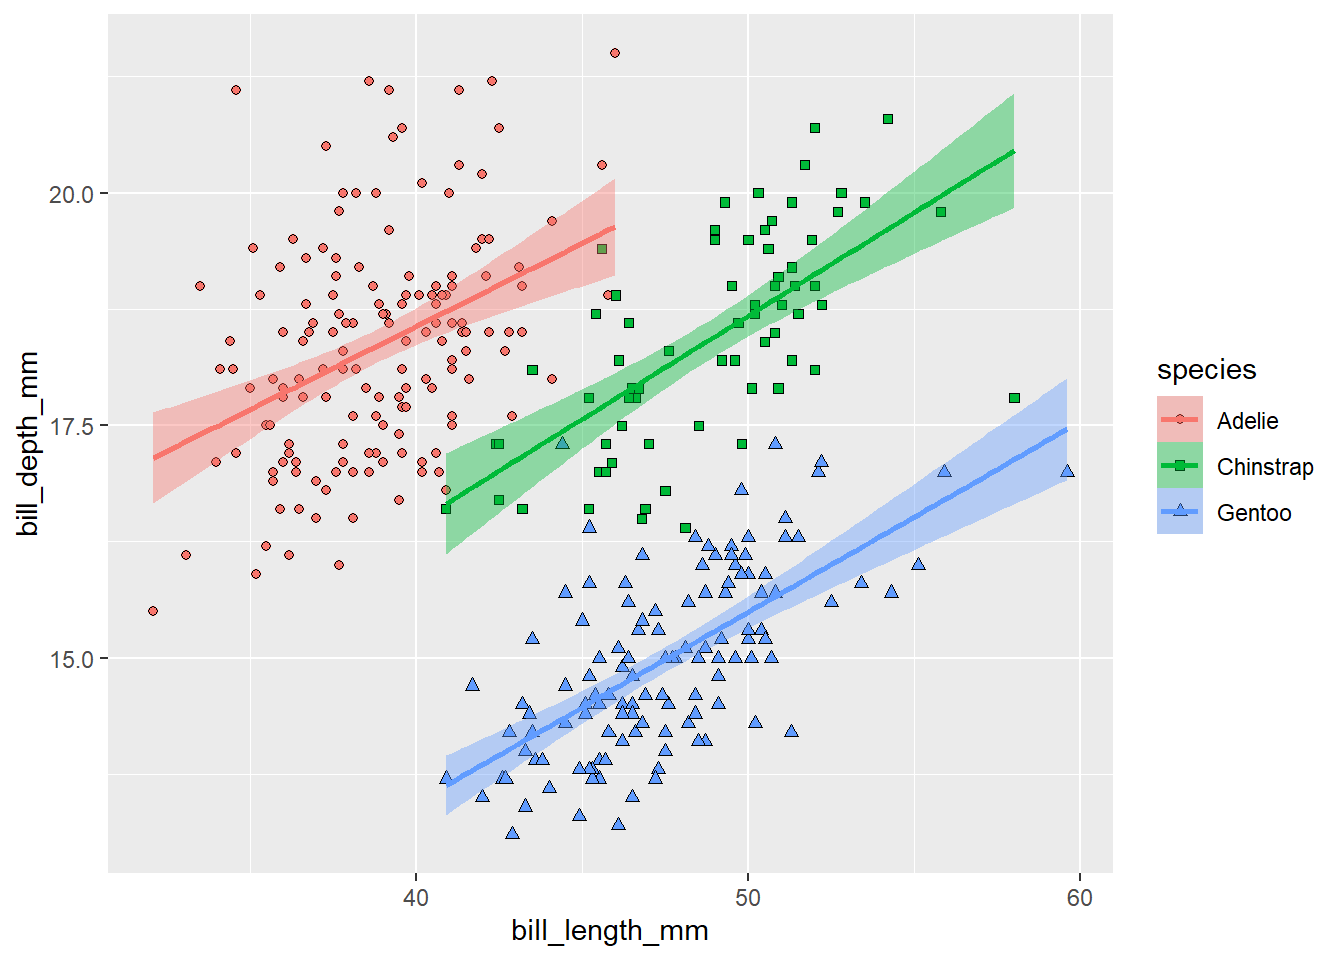 20.0
17.5
15.0
bill_depth_mm
40
50
60
bill_length_mm
species
Adelie
Chinstrap
Gentoo